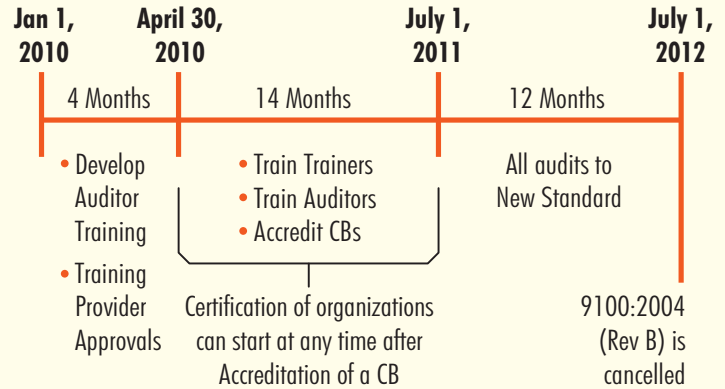 Jan 1,
2010
April 30,
2010
July 1,
2011
July 1,
2012
4 Months
14 Months
12 Months
• Develop
Auditor
Training
• Training
Provider
Approvals
• Train Trainers
• Train Auditors
• Accredit CBs
Certification of organizations
can start at any time after
Accreditation of a CB
All audits to
New Standard
9100:2004
(Rev B) is
cancelled